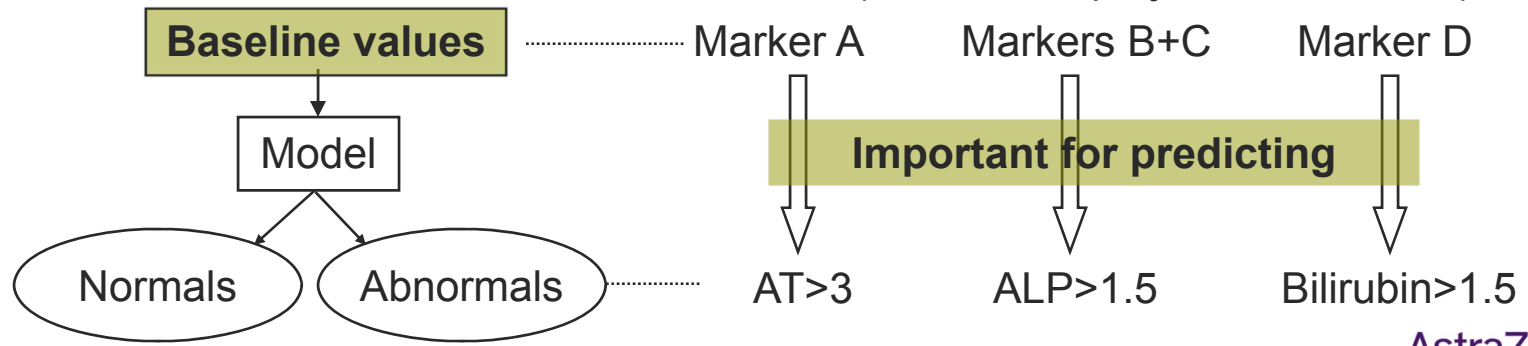 Baseline values Marker A Markers B+C Marker D
Model Important for predicting
Normals Abnormals AT>3 ALP>1.5 Bilirubin>1.5